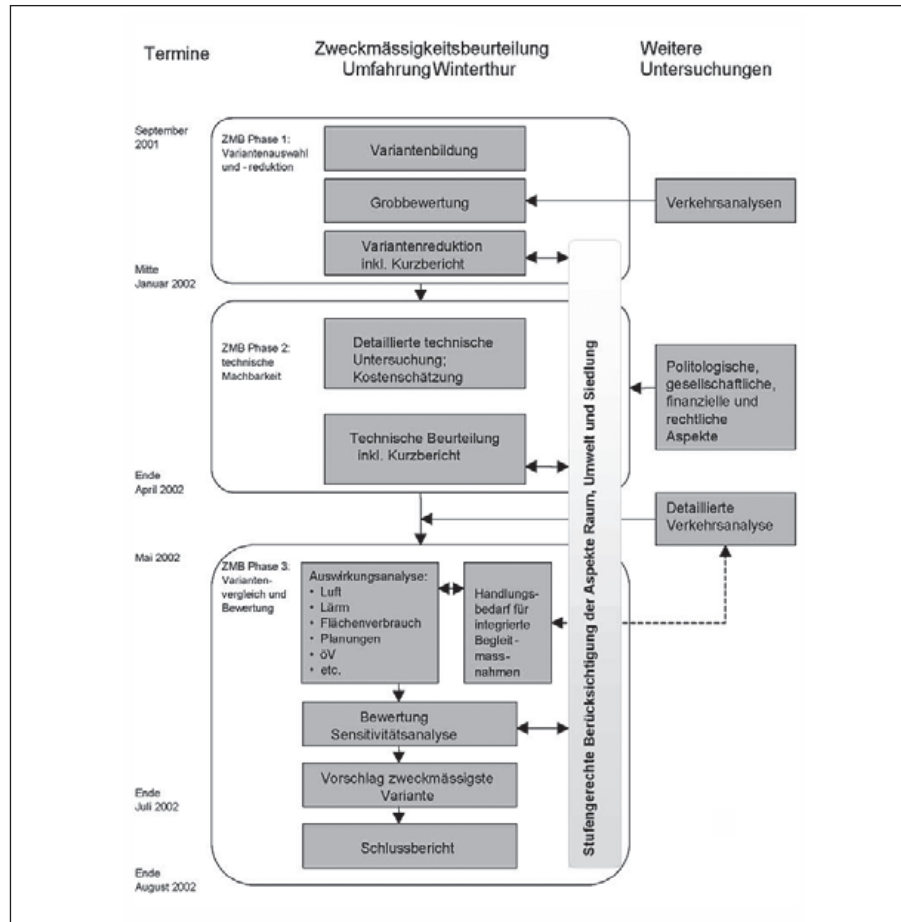 Termine
Zweckmässigkeitsbeurteilung
Umfahrung Winterthur
Weitere
Untersuchungen
September
2001
ZMB Phase 1:
Variantenauswahl
und -reduktion
Variantenbildung
Grobbewertung
Verkehrsanalysen
Variantenreduktion
inkl. Kurzbericht
Mitte
Januar 2002
ZMB Phase 2:
technische
Machbarkeit
Detaillierte technische
Untersuchung;
Kostenschätzung
Politologische,
gesellschaftliche,
finanzielle und
rechtliche
Aspekte
Technische Beurteilung
inkl. Kurzbericht
Ende
April 2002
Detaillierte
Verkehrsanalyse
Mai 2002
ZMB Phase 3:
Varianten-
vergleich und
Bewertung
Auswirkungsanalyse:
• Luft
• Lärm
• Flächenverbrauch
• Planungen
• öV
• etc.
Handlungs-
bedarf für
integrierte
Begleit-
mass-
nahmen
Bewertung
Sensitivitätsanalyse
Vorschlag zweckmässigste
Variante
Ende
Juli 2002
Schlussbericht
Ende
August 2002
Stufengerechte Berücksichtigung der Aspekte Raum, Umwelt und Siedlung